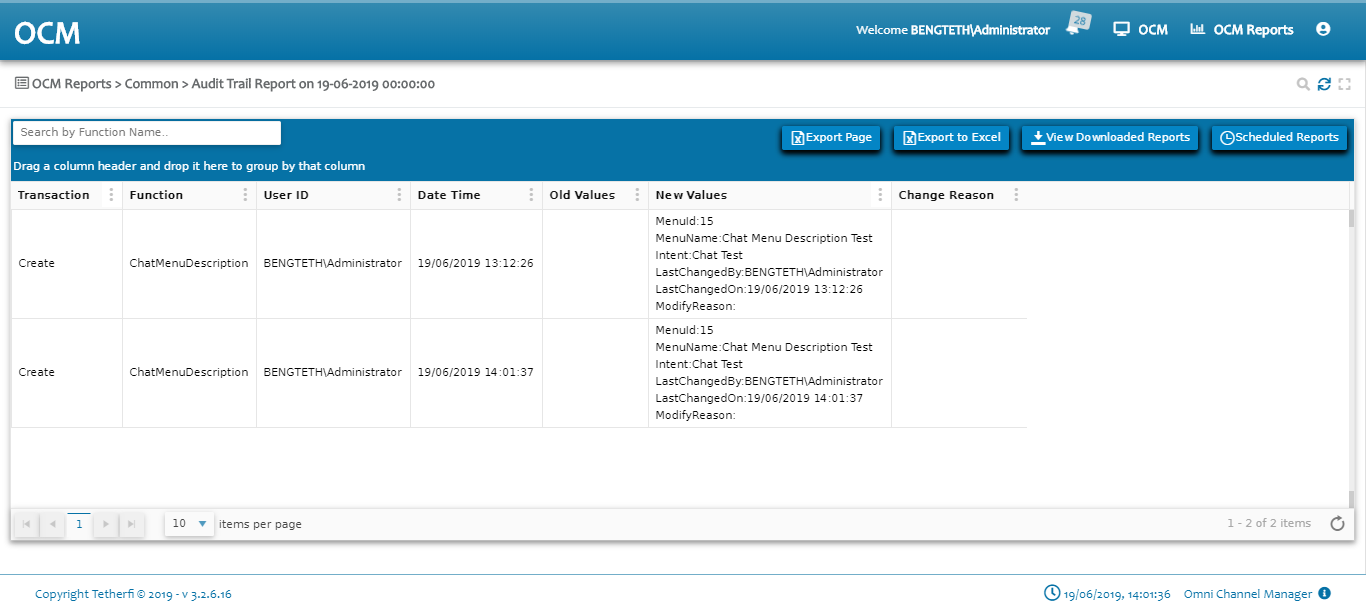 OCM
Welcome BENGTETH\Administrator
28
OCM
OCM Reports
OCM Reports > Common > Audit Trail Report on 19-06-2019 00:00:00
Search by Function Name..
Export Page
Export to Excel
View Downloaded Reports
Scheduled Reports
Drag a column header and drop it here to group by that column
Transaction Function User ID Date Time Old Values New Values Change Reason
Create ChatMenuDescription BENGTETH\Administrator 19/06/2019 13:12:26
MenuId:15
MenuName:Chat Menu Description Test
Intent:Chat Test
LastChangedBy:BENGTETH\Administrator
LastChangedOn:19/06/2019 13:12:26
ModifyReason:
Create ChatMenuDescription BENGTETH\Administrator 19/06/2019 14:01:37
MenuId:15
MenuName:Chat Menu Description Test
Intent:Chat Test
LastChangedBy:BENGTETH\Administrator
LastChangedOn:19/06/2019 14:01:37
ModifyReason:
1
10 items per page
1 - 2 of 2 items
Copyright Tetherfi © 2019 - v 3.2.6.16
19/06/2019, 14:01:36
Omni Channel Manager